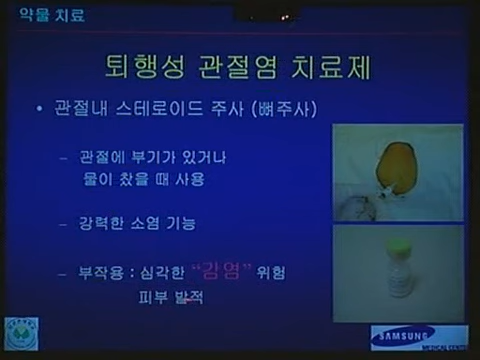 약물 치료
퇴행성 관절염 치료제
• 관절내 스테로이드 주사 (뼈주사)
– 관절에 부기가 있거나
물이 찼을 때 사용
– 강력한 소염 기능
– 부작용 : 심각한 “감염” 위험
피부 발적
SAMSUNG
MEDICAL CENTER